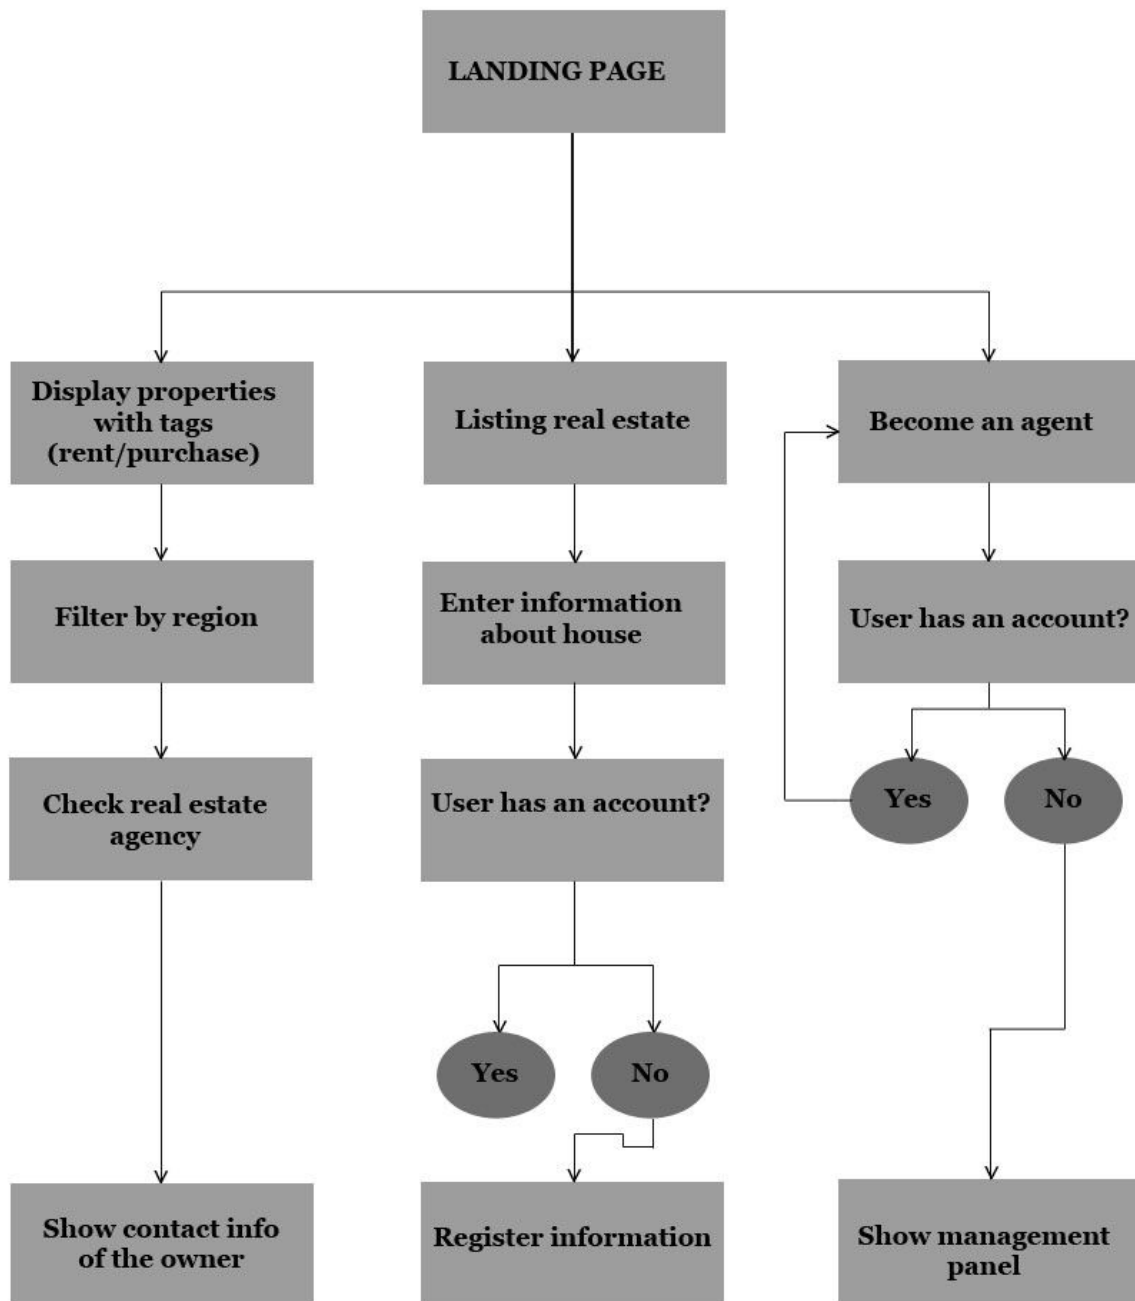 LANDING PAGE
Display properties
with tags
(rent/purchase)
Listing real estate
Become an agent
Filter by region
Enter information
about house
User has an account?
Check real estate
agency
User has an account?
Yes
No
Yes
No
Show contact info
of the owner
Register information
Show management
panel